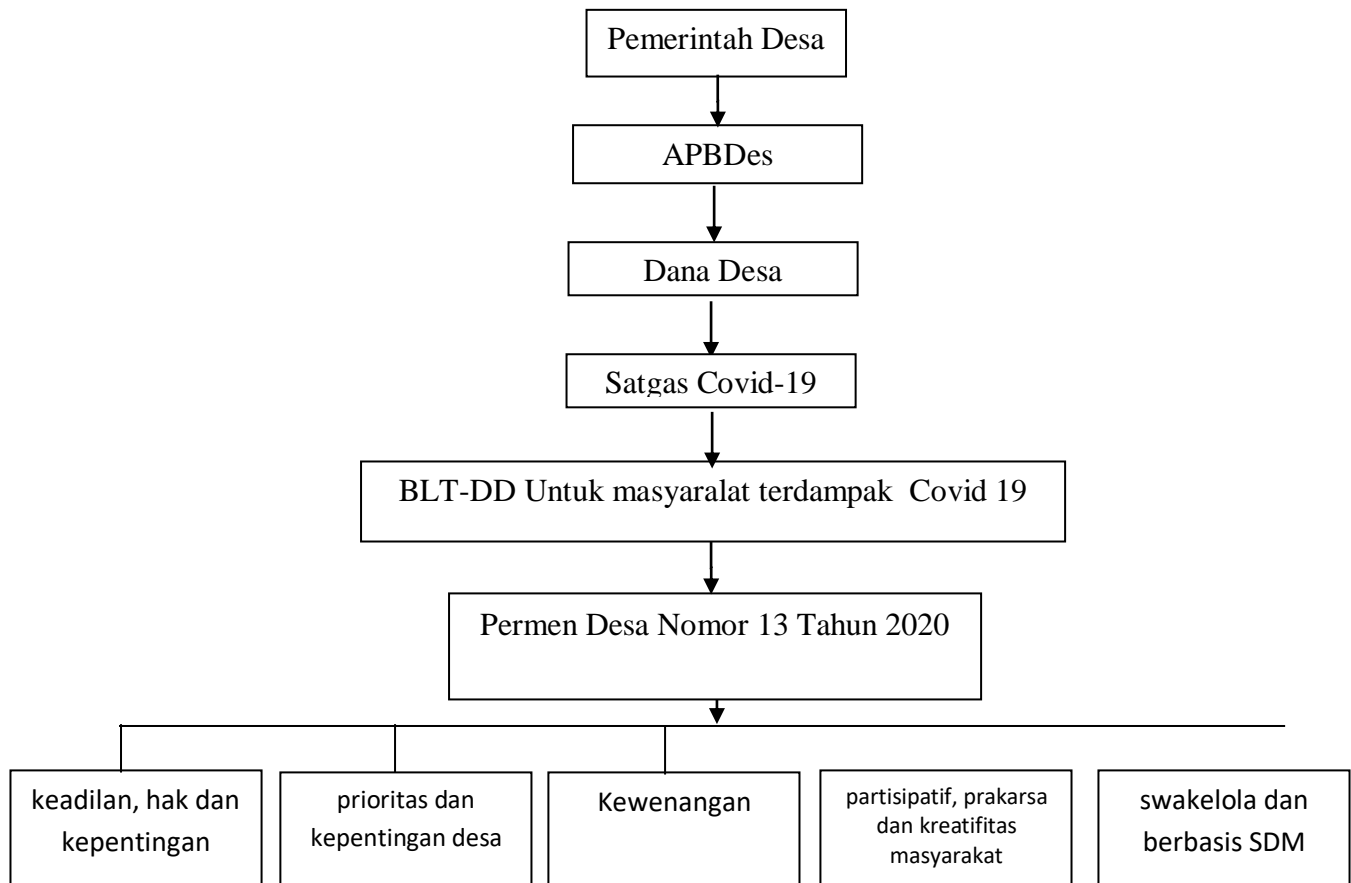 Pemerintah Desa
APBDes
Dana Desa
Satgas Covid-19
BLT-DD Untuk masyaralat terdampak Covid 19
Permen Desa Nomor 13 Tahun 2020
keadilan, hak dan
kepentingan
prioritas dan
kepentingan desa
Kewenangan
partisipatif, prakarsa
dan kreatifitas
masyarakat
swakelola dan
berbasis SDM